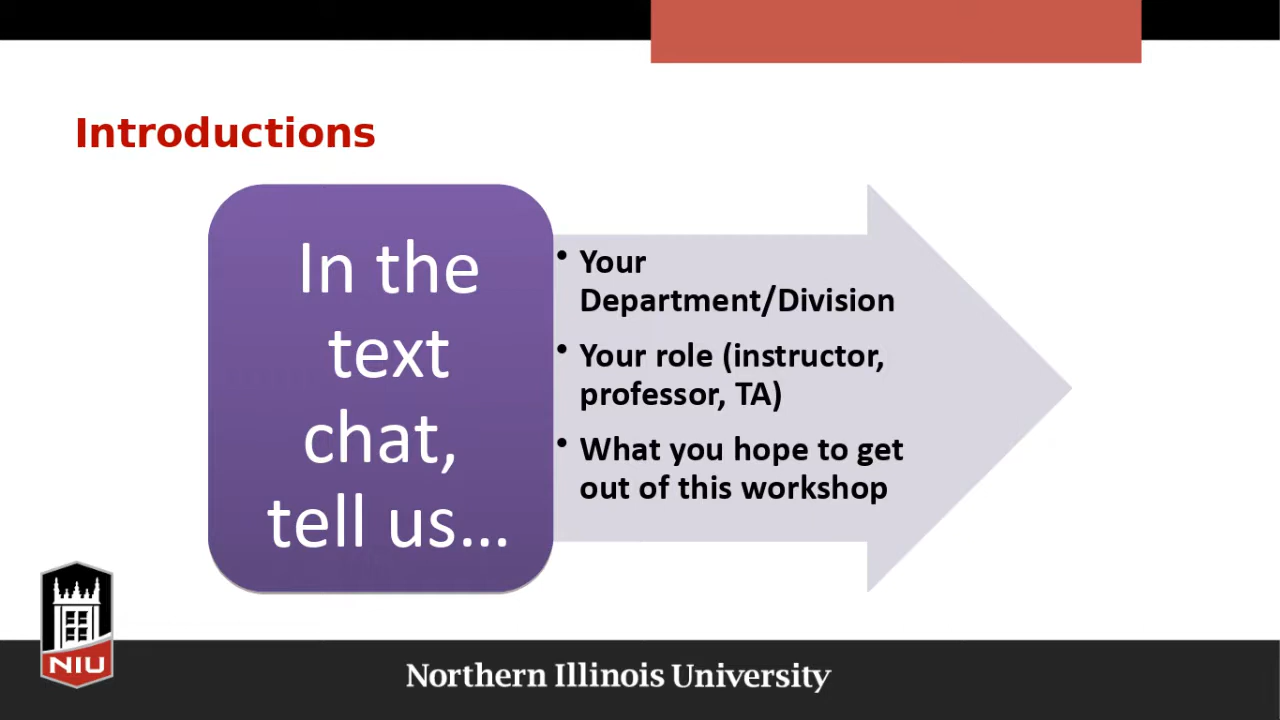 Introductions
In the
text
chat,
tell us...
• Your
Department/Division
• Your role (instructor,
professor, TA)
• What you hope to get
out of this workshop
NIU
Northern Illinois University